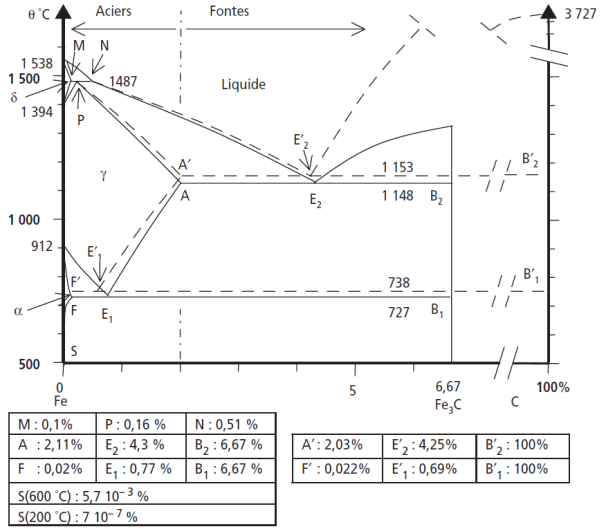 θ °C
Aciers
Fontes
3 727
M
N
1 538
1 500
1487
Liquide
δ
1 394
P
E′2
A′
1 153
B′2
γ
A
E2
1 148
B2
1 000
912
E′1
F′
738
B′1
α
F
E1
727
B1
S
500
0
5
6,67
100%
Fe
Fe3C
C
M : 0,1%
P : 0,16 %
N : 0,51 %
A : 2,11%
E2 : 4,3 %
B2 : 6,67 %
F : 0,02%
E1 : 0,77 %
B1 : 6,67 %
S(600 °C) : 5,7 10– 3 %
S(200 °C) : 7 10– 7 %
A′ : 2,03%
E′2 : 4,25%
B′2 : 100%
F′ : 0,022%
E′1 : 0,69%
B′1 : 100%